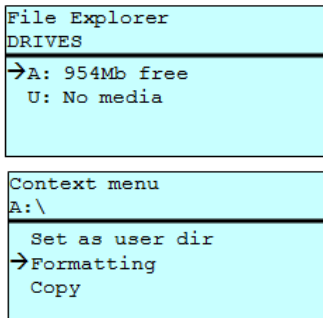 File Explorer
DRIVES
→A: 954Mb free
U: No media
Context menu
A:\
Set as user dir
→Formatting
Copy